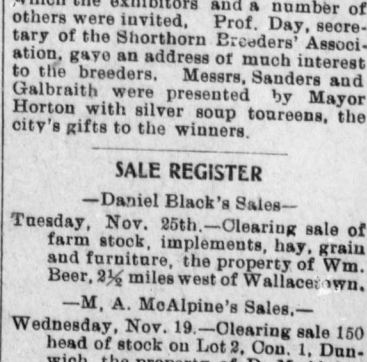 which the exhibitors and a number of
others were invited. Prof. Day, secre-
tary of the Shorthorn Breeders' Associ-
ation, gave an address of much interest
to the breeders. Messrs, Sanders and
Galbraith were presented by Mayor
Horton with silver soup toureens, the
city's gifts to the winners.
SALE REGISTER
—Daniel Black's Sales—
Tuesday, Nov. 25th.—Clearing sale of
farm stock, implements, hay, grain
and furniture, the property of Wm.
Beer, 2½ miles west of Wallacetown.
—M, A. McAlpine's Sales,—
Wednesday, Nov. 19.—Clearing sale 150
head of stock on Lot 2, Con. 1, Dun-
wich, the property of